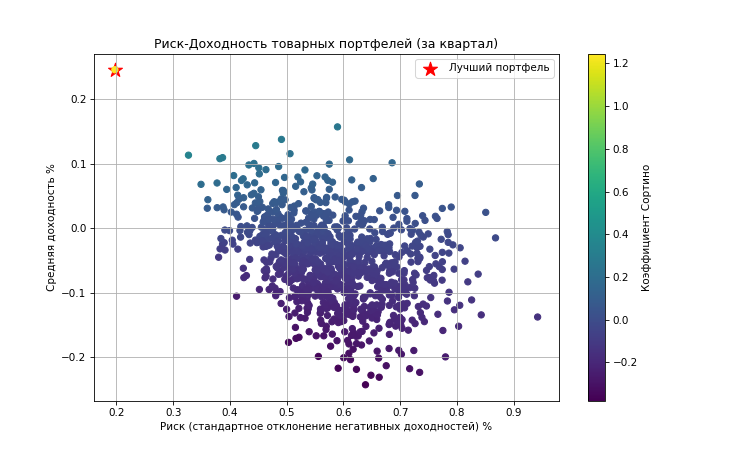 Риск-Доходность товарных портфелей (за квартал)
Лучший портфель
Средняя доходность %
0.2
0.1
0.0
−0.1
−0.2
0.2 0.3 0.4 0.5 0.6 0.7 0.8 0.9
Риск (стандартное отклонение негативных доходностей) %
1.2
1.0
0.8
0.6
0.4
0.2
0.0
−0.2
Коэффициент Сортино